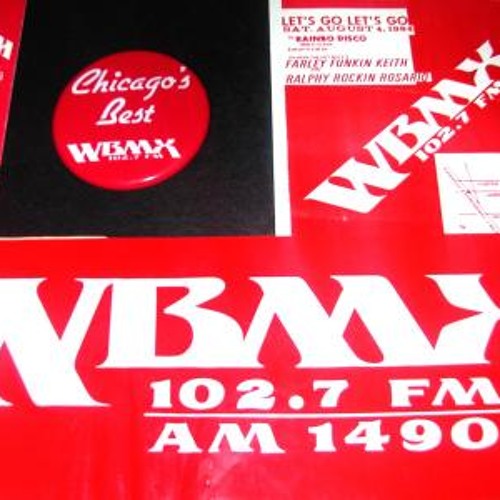 Chicago's
Best
WBMX
102.7 FM
LET'S GO LET'S GO
SAT. AUGUST 4, 1984
RAINBO DISCO
FARLEY FUNKIN KEITH
RALPHY ROCKIN ROSARIO
WBMX
102.7 FM
WBMX
102.7 FM
AM 1490